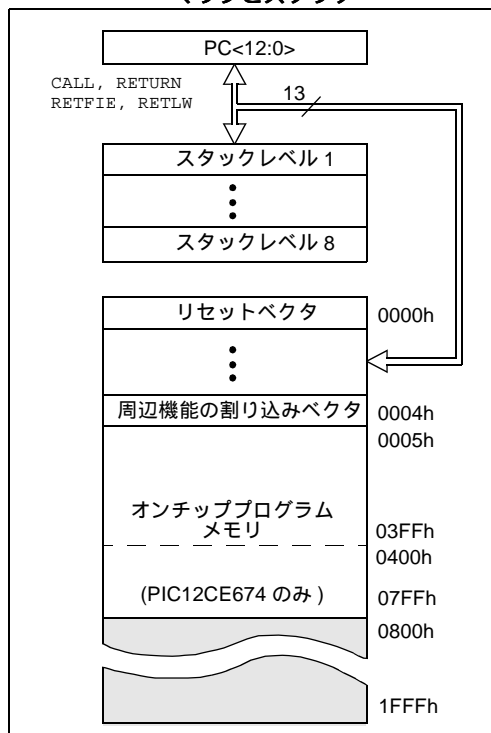 マップとスタック
PC<12:0>
CALL, RETURN
RETFIE, RETLW
13
スタックレベル 1
スタックレベル 8
リセットベクタ
0000h
周辺機能の割り込みベクタ
0004h
0005h
オンチッププログラム
メモリ
03FFh
0400h
(PIC12CE674 のみ )
07FFh
0800h
1FFFh